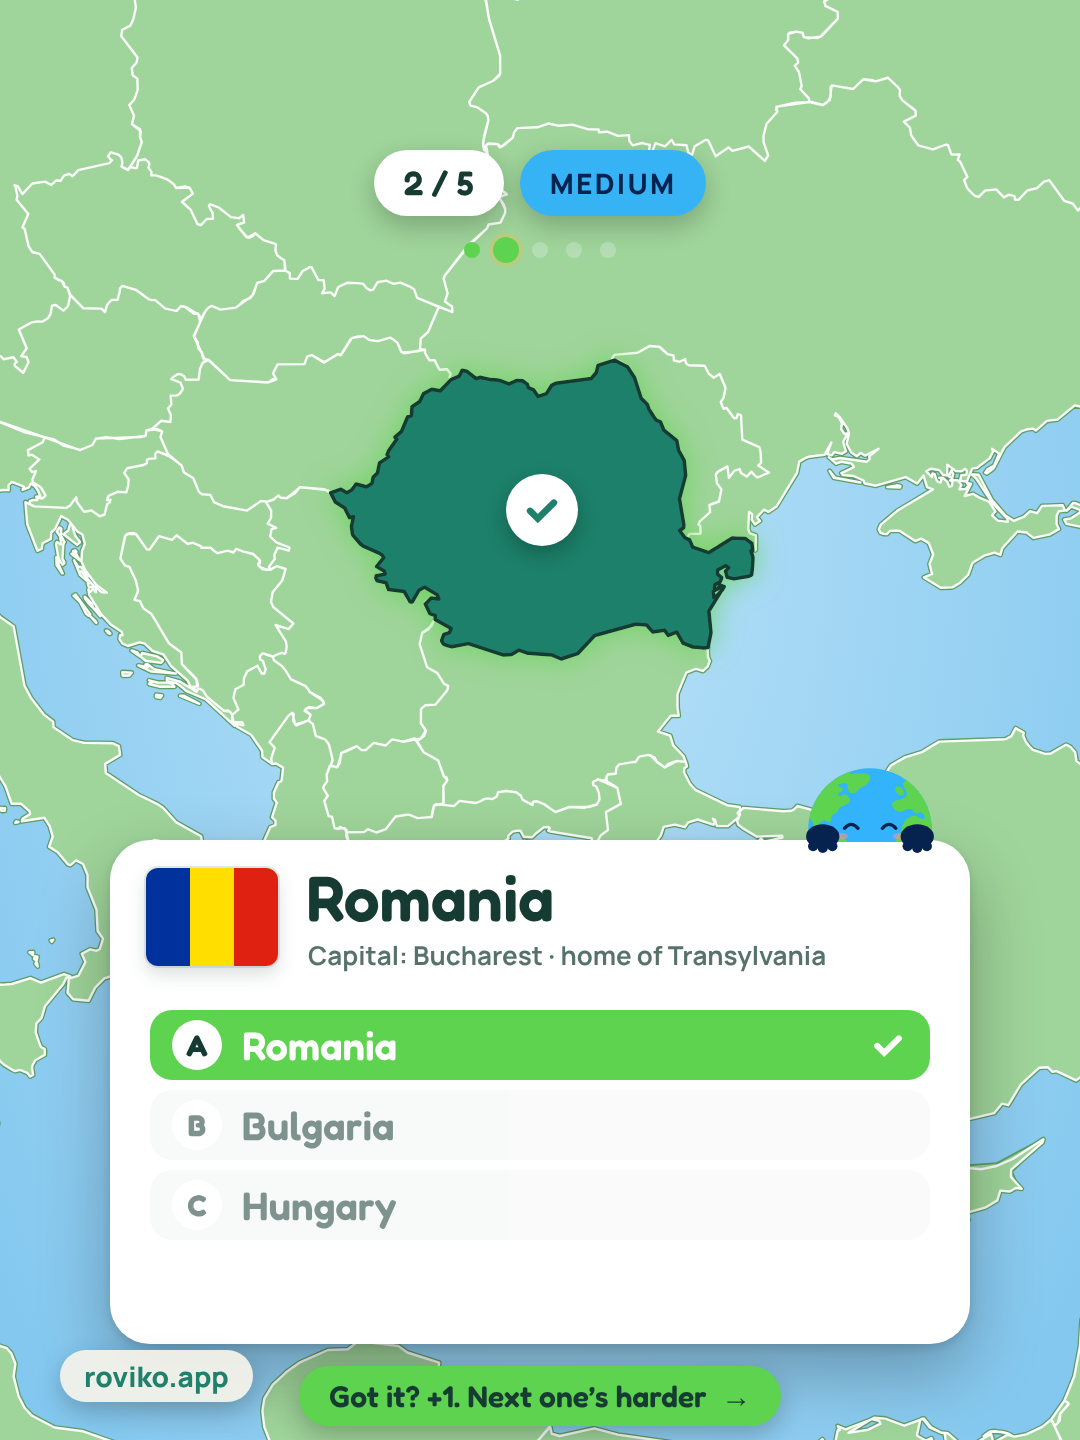 2 / 5
MEDIUM
Romania
Capital: Bucharest · home of Transylvania
A Romania
B Bulgaria
C Hungary
roviko.app
Got it? +1. Next one’s harder →